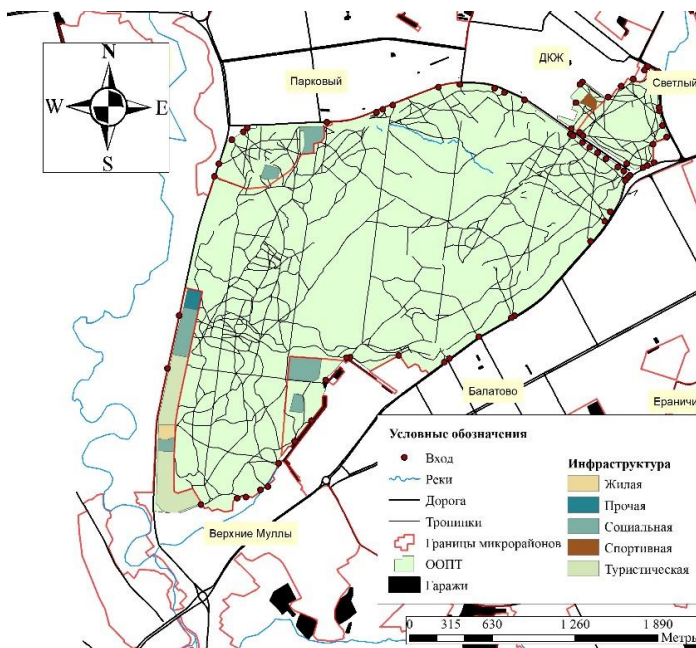 N
W E
S
Парковый
ДКЖ
Светлый
Балатово
Ераничи
Верхние Муллы
Условные обозначения
Вход
Реки
Дорога
Тропинки
Границы микрорайонов
ООПТ
Гаражи
Инфраструктура
Жилая
Прочая
Социальная
Спортивная
Туристическая
0 315 630 1 260 1 890
Метры